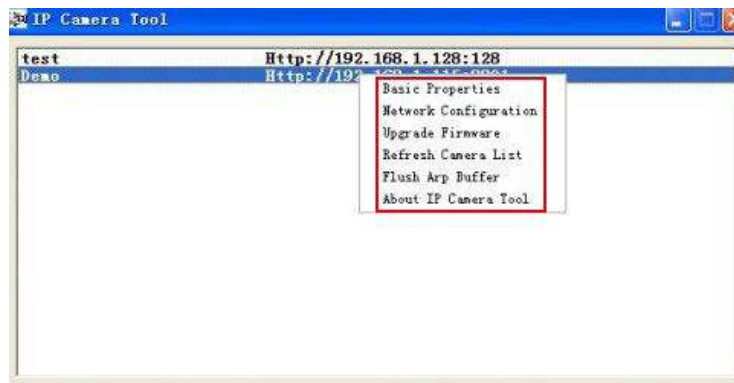 IP Camera Tool
test Http://192.168.1.128:128
Demo Http://192
Basic Properties
Network Configuration
Upgrade Firmware
Refresh Camera List
Flush Arp Buffer
About IP Camera Tool